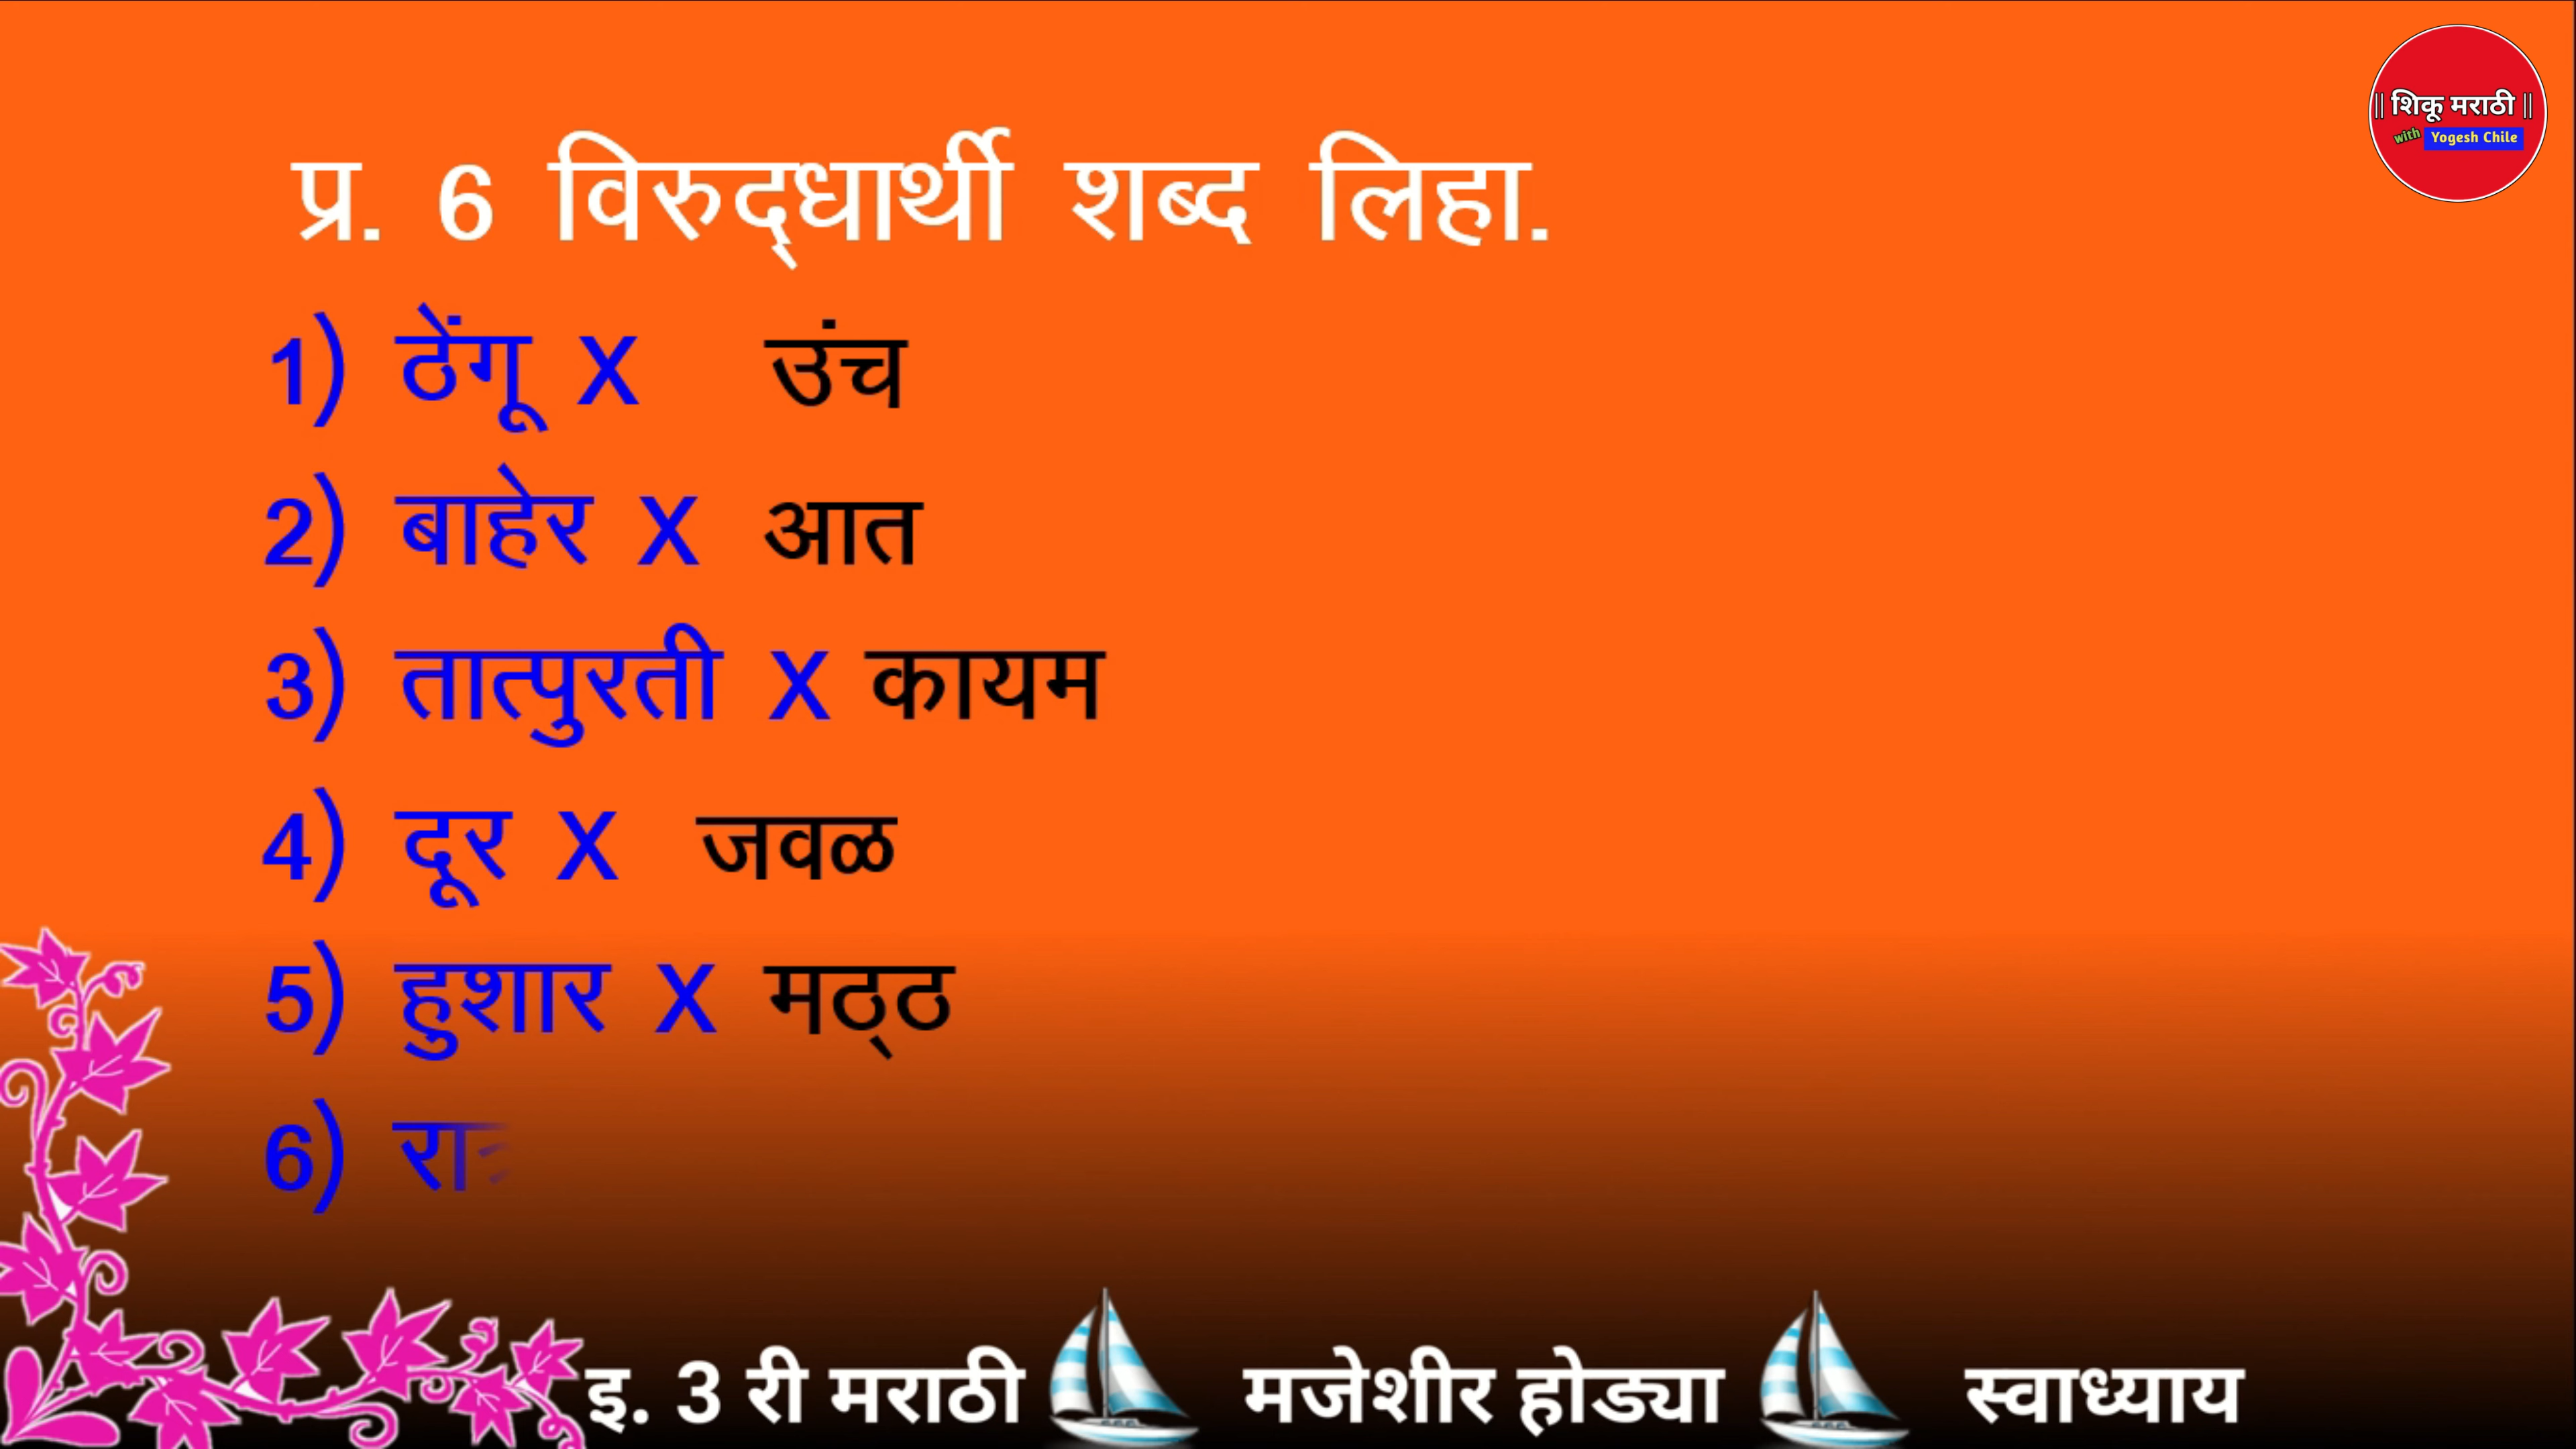 || शिकू मराठी ||
with Yogesh Chile
प्र. 6 विरुद्‌धार्थी शब्द लिहा.
1) ठेंगू X उंच
2) बाहेर X आत
3) तात्पुरती X कायम
4) दूर X जवळ
5) हुशार X मठ्ठ
6)
इ. 3 री मराठी मजेशीर होड्या स्वाध्याय